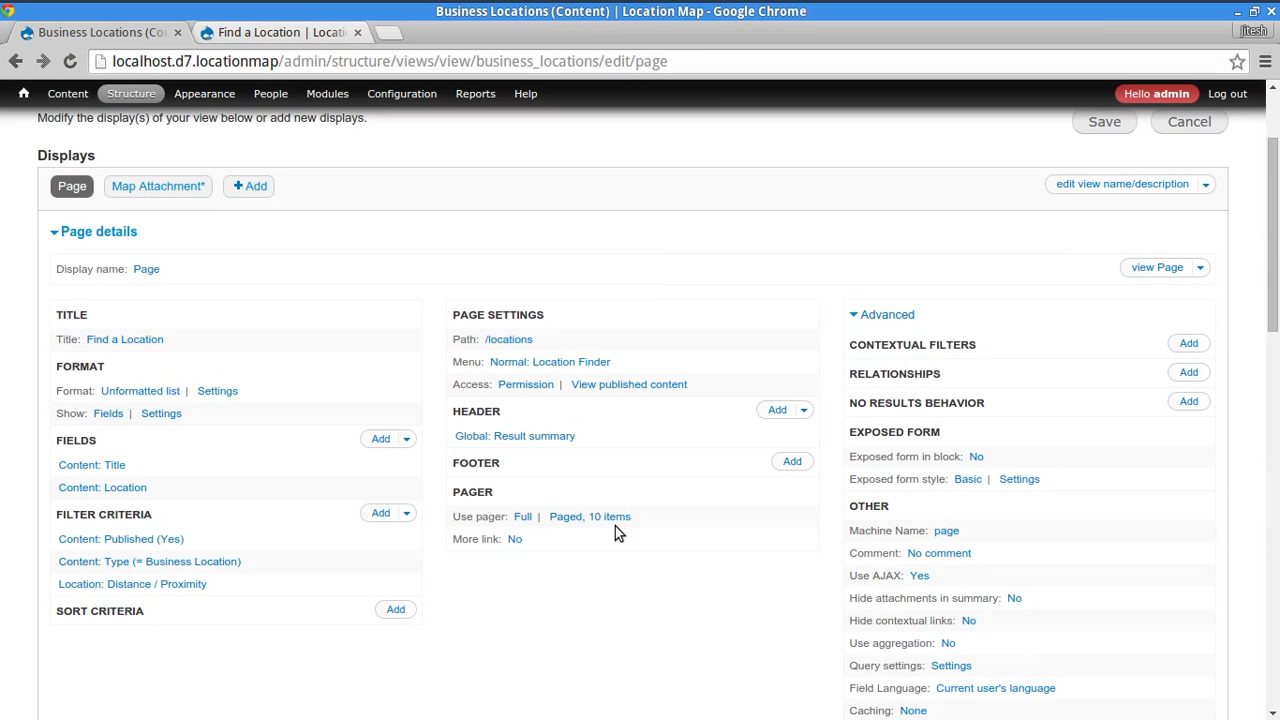 Business Locations (Content) | Location Map - Google Chrome
Business Locations (Co
Find a Location | Locati
Jitesh
localhost.d7.locationmap/admin/structure/views/view/business_locations/edit/page
Content Structure Appearance People Modules Configuration Reports Help
Hello admin Log out
Modify the display(s) of your view below or add new displays.
Save Cancel
Displays
Page Map Attachment* + Add
edit view name/description
Page details
Display name: Page
view Page
TITLE
Title: Find a Location
FORMAT
Format: Unformatted list | Settings
Show: Fields | Settings
FIELDS Add
Content: Title
Content: Location
FILTER CRITERIA Add
Content: Published (Yes)
Content: Type (= Business Location)
Location: Distance / Proximity
SORT CRITERIA Add
PAGE SETTINGS
Path: /locations
Menu: Normal: Location Finder
Access: Permission | View published content
HEADER Add
Global: Result summary
FOOTER Add
PAGER
Use pager: Full | Paged, 10 items
More link: No
Advanced
CONTEXTUAL FILTERS Add
RELATIONSHIPS Add
NO RESULTS BEHAVIOR Add
EXPOSED FORM
Exposed form in block: No
Exposed form style: Basic | Settings
OTHER
Machine Name: page
Comment: No comment
Use AJAX: Yes
Hide attachments in summary: No
Hide contextual links: No
Use aggregation: No
Query settings: Settings
Field Language: Current user's language
Caching: None